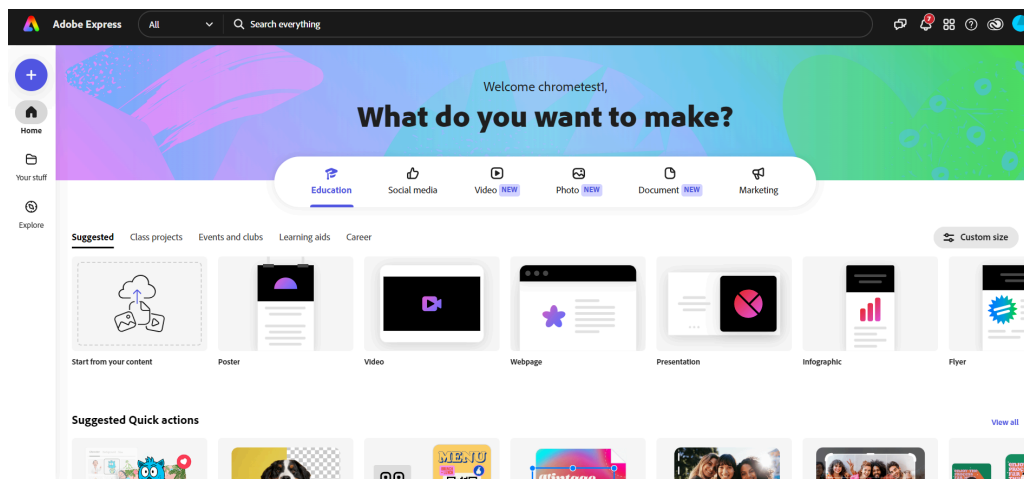 Adobe Express
All
Search everything
7
Welcome chrometest1,
What do you want to make?
Home
Your stuff
Explore
Education
Social media
Video NEW
Photo NEW
Document NEW
Marketing
Suggested
Class projects
Events and clubs
Learning aids
Career
Custom size
Start from your content
Poster
Video
Webpage
Presentation
Infographic
Flyer
Suggested Quick actions
View all
MENU